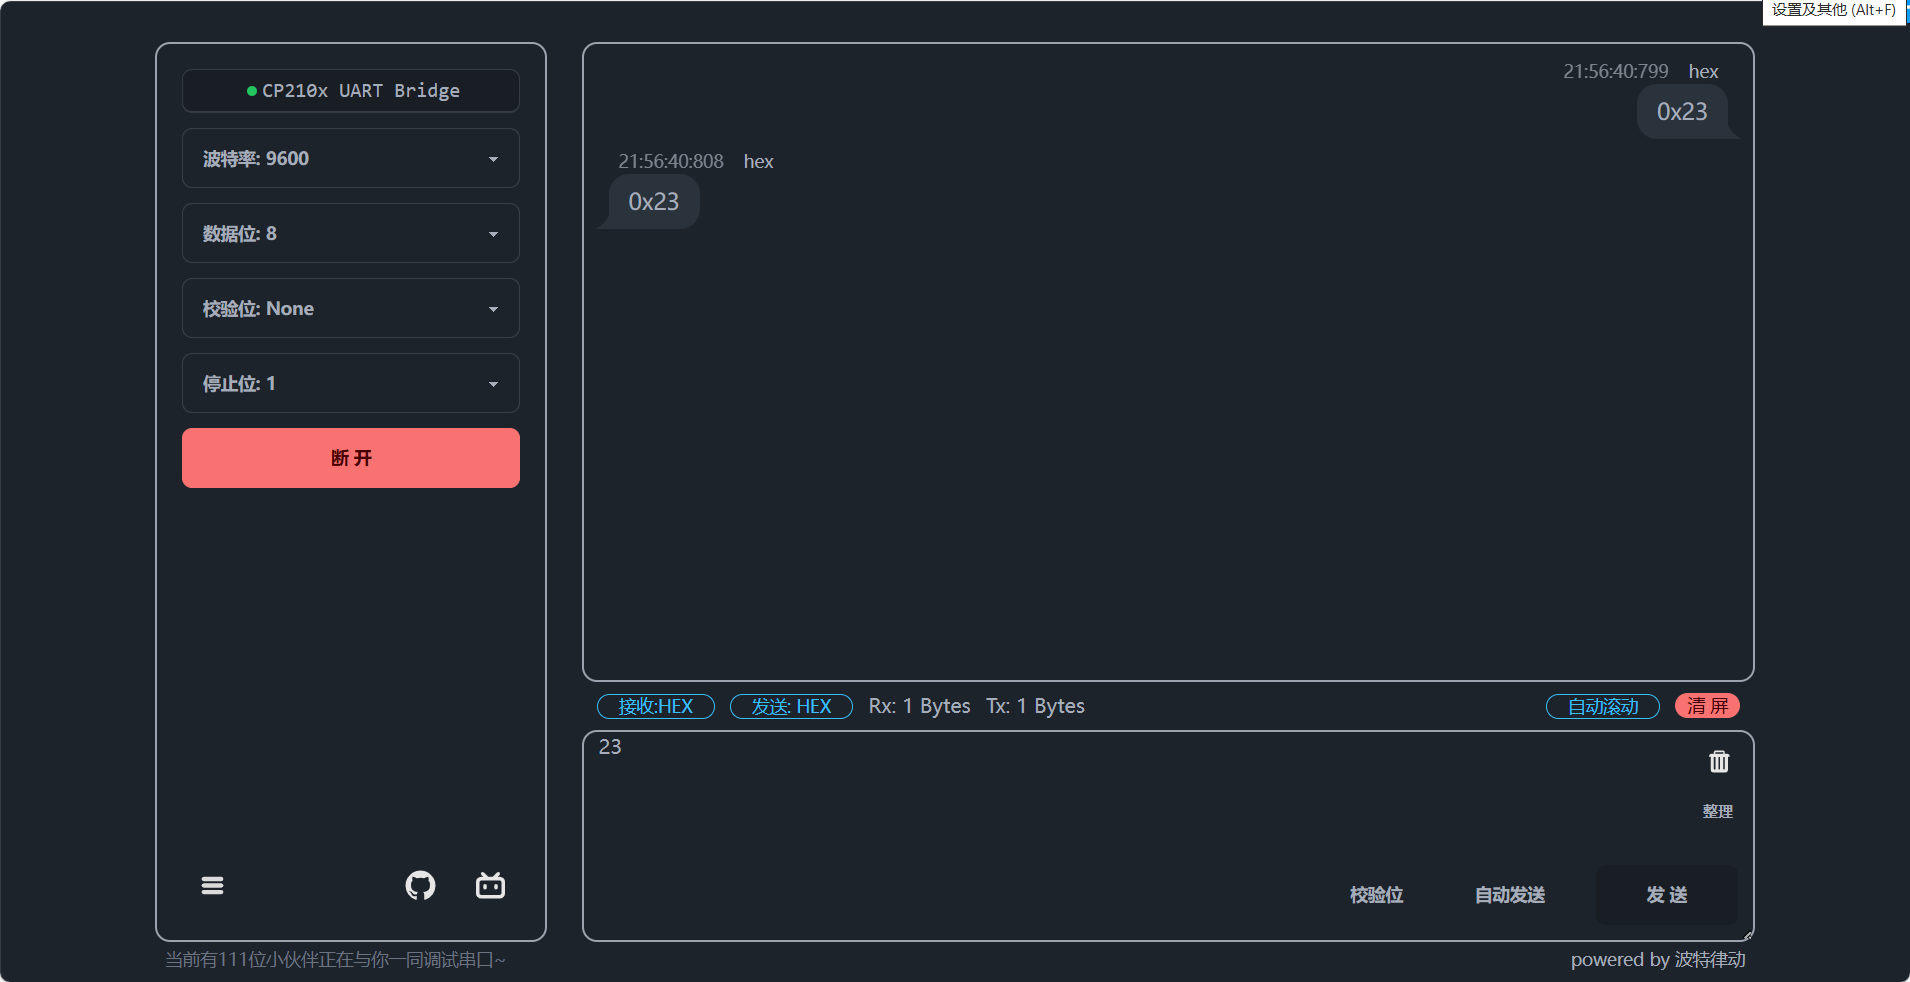 设置及其他 (Alt+F)
CP210x UART Bridge
波特率: 9600
数据位: 8
校验位: None
停止位: 1
断 开
当前有111位小伙伴正在与你一同调试串口~
21:56:40:799 hex
0x23
21:56:40:808 hex
0x23
接收:HEX 发送: HEX Rx: 1 Bytes Tx: 1 Bytes 自动滚动 清 屏
23
整理
校验位 自动发送 发 送
powered by 波特律动